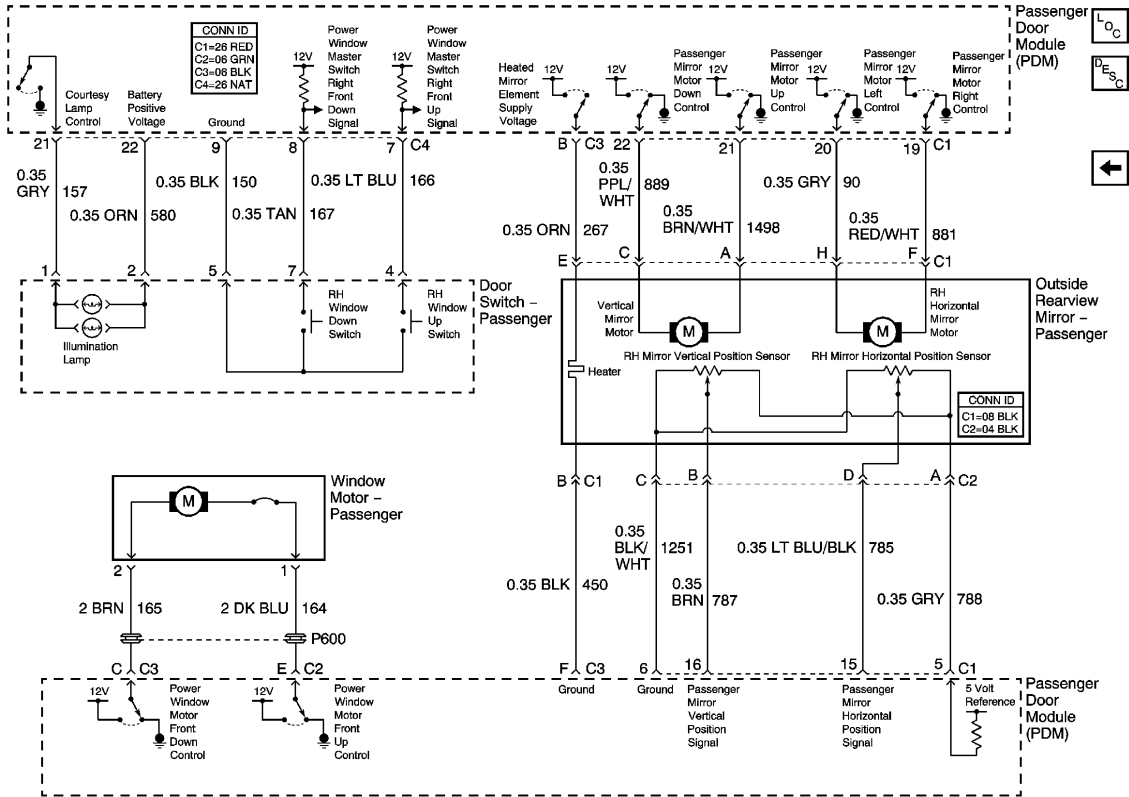 Passenger
Door
Module
(PDM)
LOC
DESC
CONN ID
C1=26 RED
C2=06 GRN
C3=06 BLK
C4=26 NAT
Courtesy
Lamp
Control
Battery
Positive
Voltage
Ground
12V
Power
Window
Master
Switch
Right
Front
Down
Signal
12V
Power
Window
Master
Switch
Right
Front
Up
Signal
Heated
Mirror
Element
Supply
Voltage
12V
12V
Passenger
Mirror
Motor
Down
Control
12V
Passenger
Mirror
Motor
Up
Control
12V
Passenger
Mirror
Motor
Left
Control
12V
Passenger
Mirror
Motor
Right
Control
21 22 9 8 7 C4 B C3 22 21 20 19 C1
0.35
GRY 157
0.35 ORN 580
0.35 BLK 150
0.35 TAN 167
0.35 LT BLU 166
0.35 ORN 267
0.35
PPL/
WHT 889
0.35
BRN/WHT 1498
0.35 GRY 90
0.35
RED/WHT 881
1 2 5 7 4 E C A H F C1
Door
Switch –
Passenger
Illumination
Lamp
RH
Window
Down
Switch
RH
Window
Up
Switch
Outside
Rearview
Mirror –
Passenger
Vertical
Mirror
Motor
M
M
RH
Horizontal
Mirror
Motor
RH Mirror Vertical Position Sensor
RH Mirror Horizontal Position Sensor
Heater
CONN ID
C1=08 BLK
C2=04 BLK
B C1 C B D A C2
Window
Motor –
Passenger
M
2 1
2 BRN 165
2 DK BLU 164
P600
C C3 E C2
0.35 BLK 450
0.35
BLK/
WHT 1251
0.35
BRN 787
0.35 LT BLU/BLK 785
0.35 GRY 788
F C3 6 16 15 5 C1
12V
Power
Window
Motor
Front
Down
Control
12V
Power
Window
Motor
Front
Up
Control
Ground
Ground
Passenger
Mirror
Vertical
Position
Signal
Passenger
Mirror
Horizontal
Position
Signal
5 Volt
Reference
Passenger
Door
Module
(PDM)